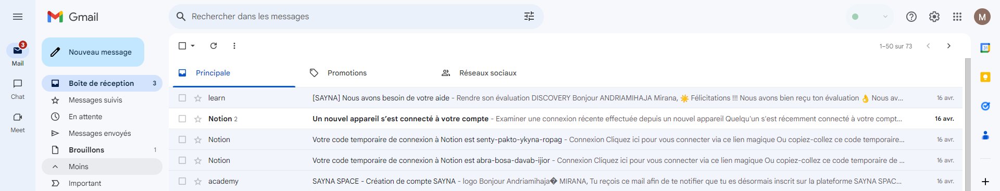 Gmail
Rechercher dans les messages
M
3
Mail
Chat
Meet
Nouveau message
Boîte de réception 3
Messages suivis
En attente
Messages envoyés
Brouillons 1
Moins
Important
1–50 sur 73
Principale
Promotions
Réseaux sociaux
learn [SAYNA] Nous avons besoin de votre aide - Rendre son évaluation DISCOVERY Bonjour ANDRIAMIHAJA Mirana, ☀️ Félicitations !!! Nous avons bien reçu ton évaluation 👌 Nous av... 16 avr.
Notion 2 Un nouvel appareil s’est connecté à votre compte - Examiner une connexion récente effectuée depuis un nouvel appareil Quelqu'un s'est récemment connecté à votre compt... 16 avr.
Notion Votre code temporaire de connexion à Notion est senty-pakto-ykyna-ropag - Connexion Cliquez ici pour vous connecter via ce lien magique Ou copiez-collez ce code temporaire... 16 avr.
Notion Votre code temporaire de connexion à Notion est abra-bosa-davab-ijior - Connexion Cliquez ici pour vous connecter via ce lien magique Ou copiez-collez ce code temporaire de ... 16 avr.
academy SAYNA SPACE - Création de compte SAYNA - logo Bonjour Andriamihaja� MIRANA, Tu reçois ce mail afin de te notifier que tu es désormais inscrit sur la plateforme SAYNA SPAC... 16 avr.
31